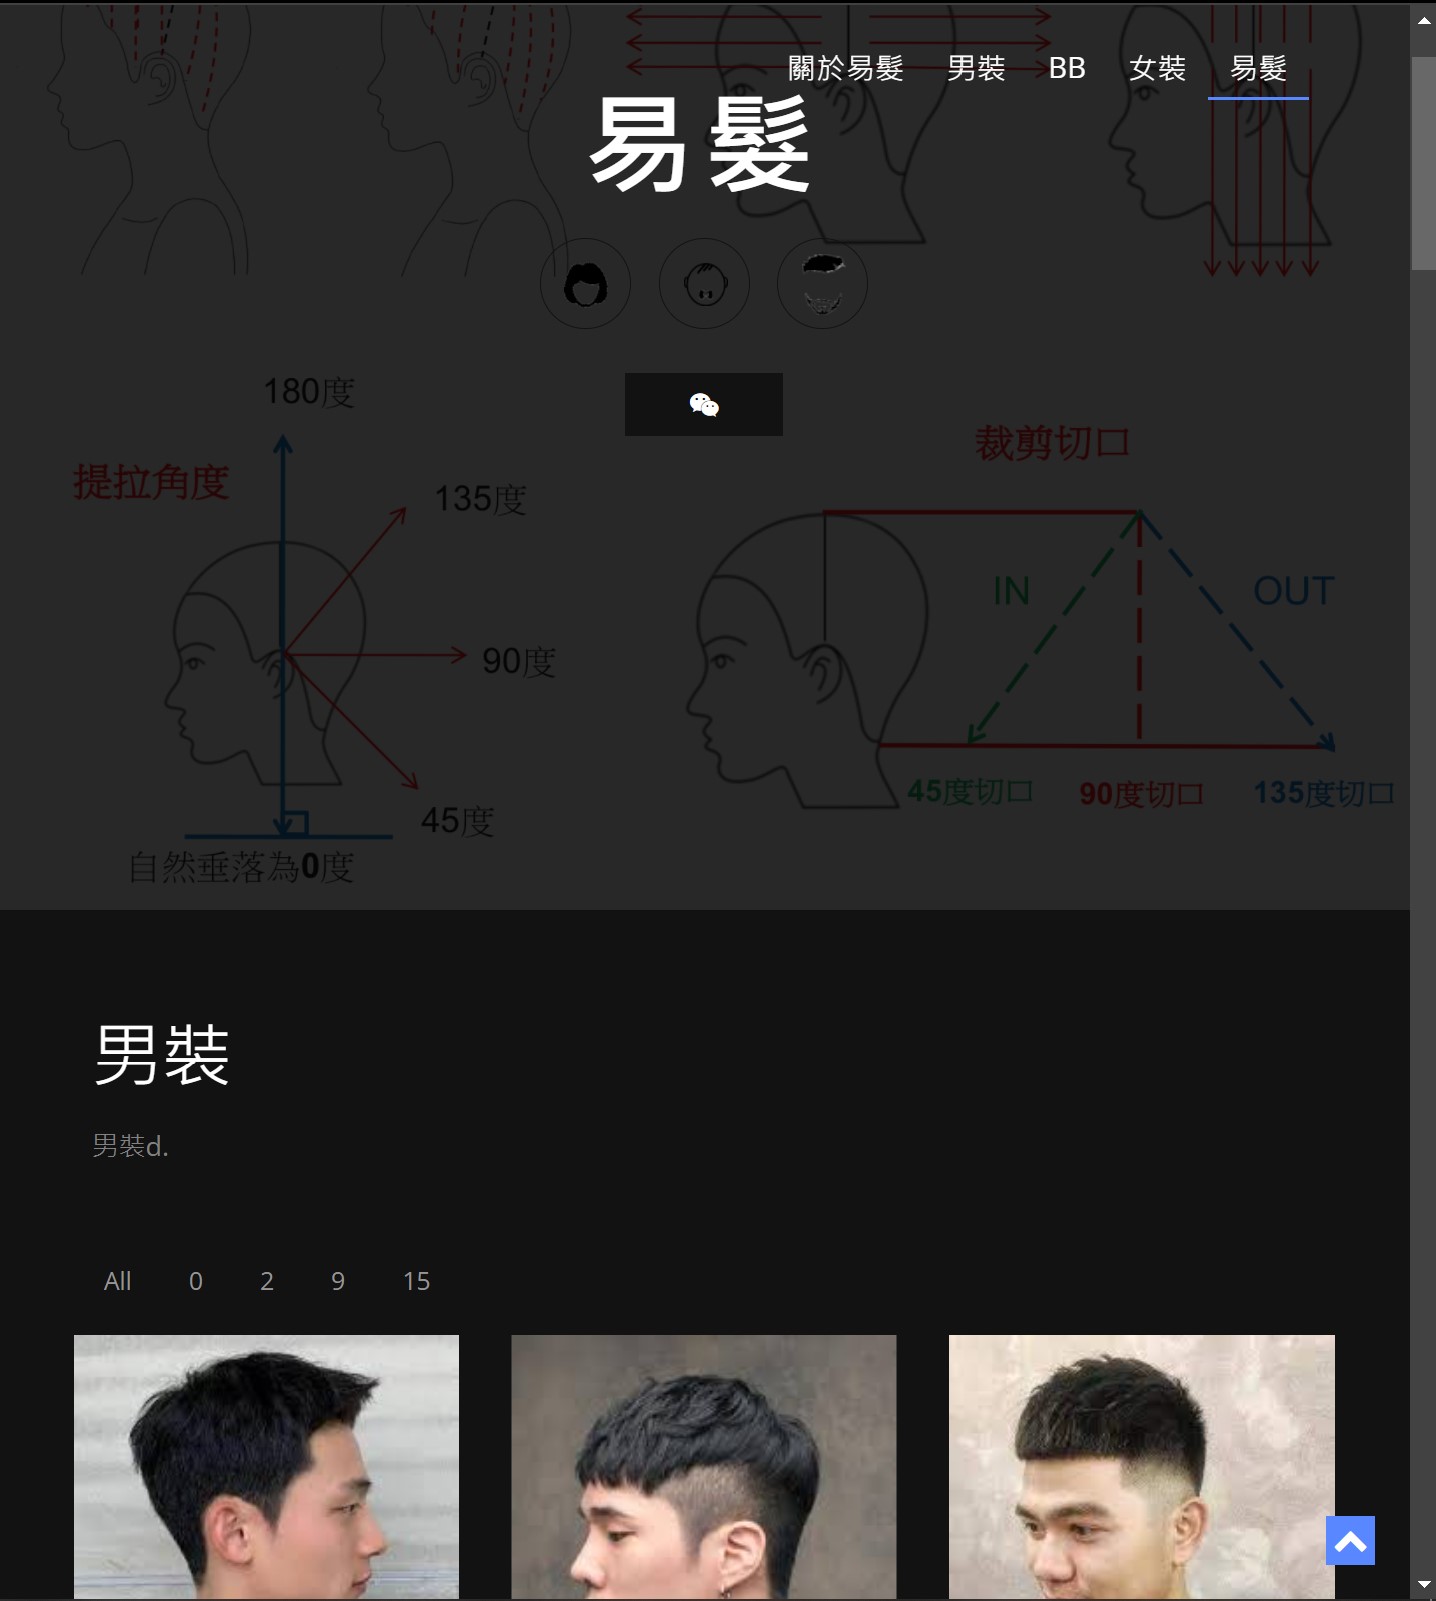 關於易髮 男裝 BB 女裝 易髮
易髮
180度
提拉角度
135度
90度
45度
自然垂落為0度
裁剪切口
IN
OUT
45度切口 90度切口 135度切口
男裝
男裝d.
All 0 2 9 15